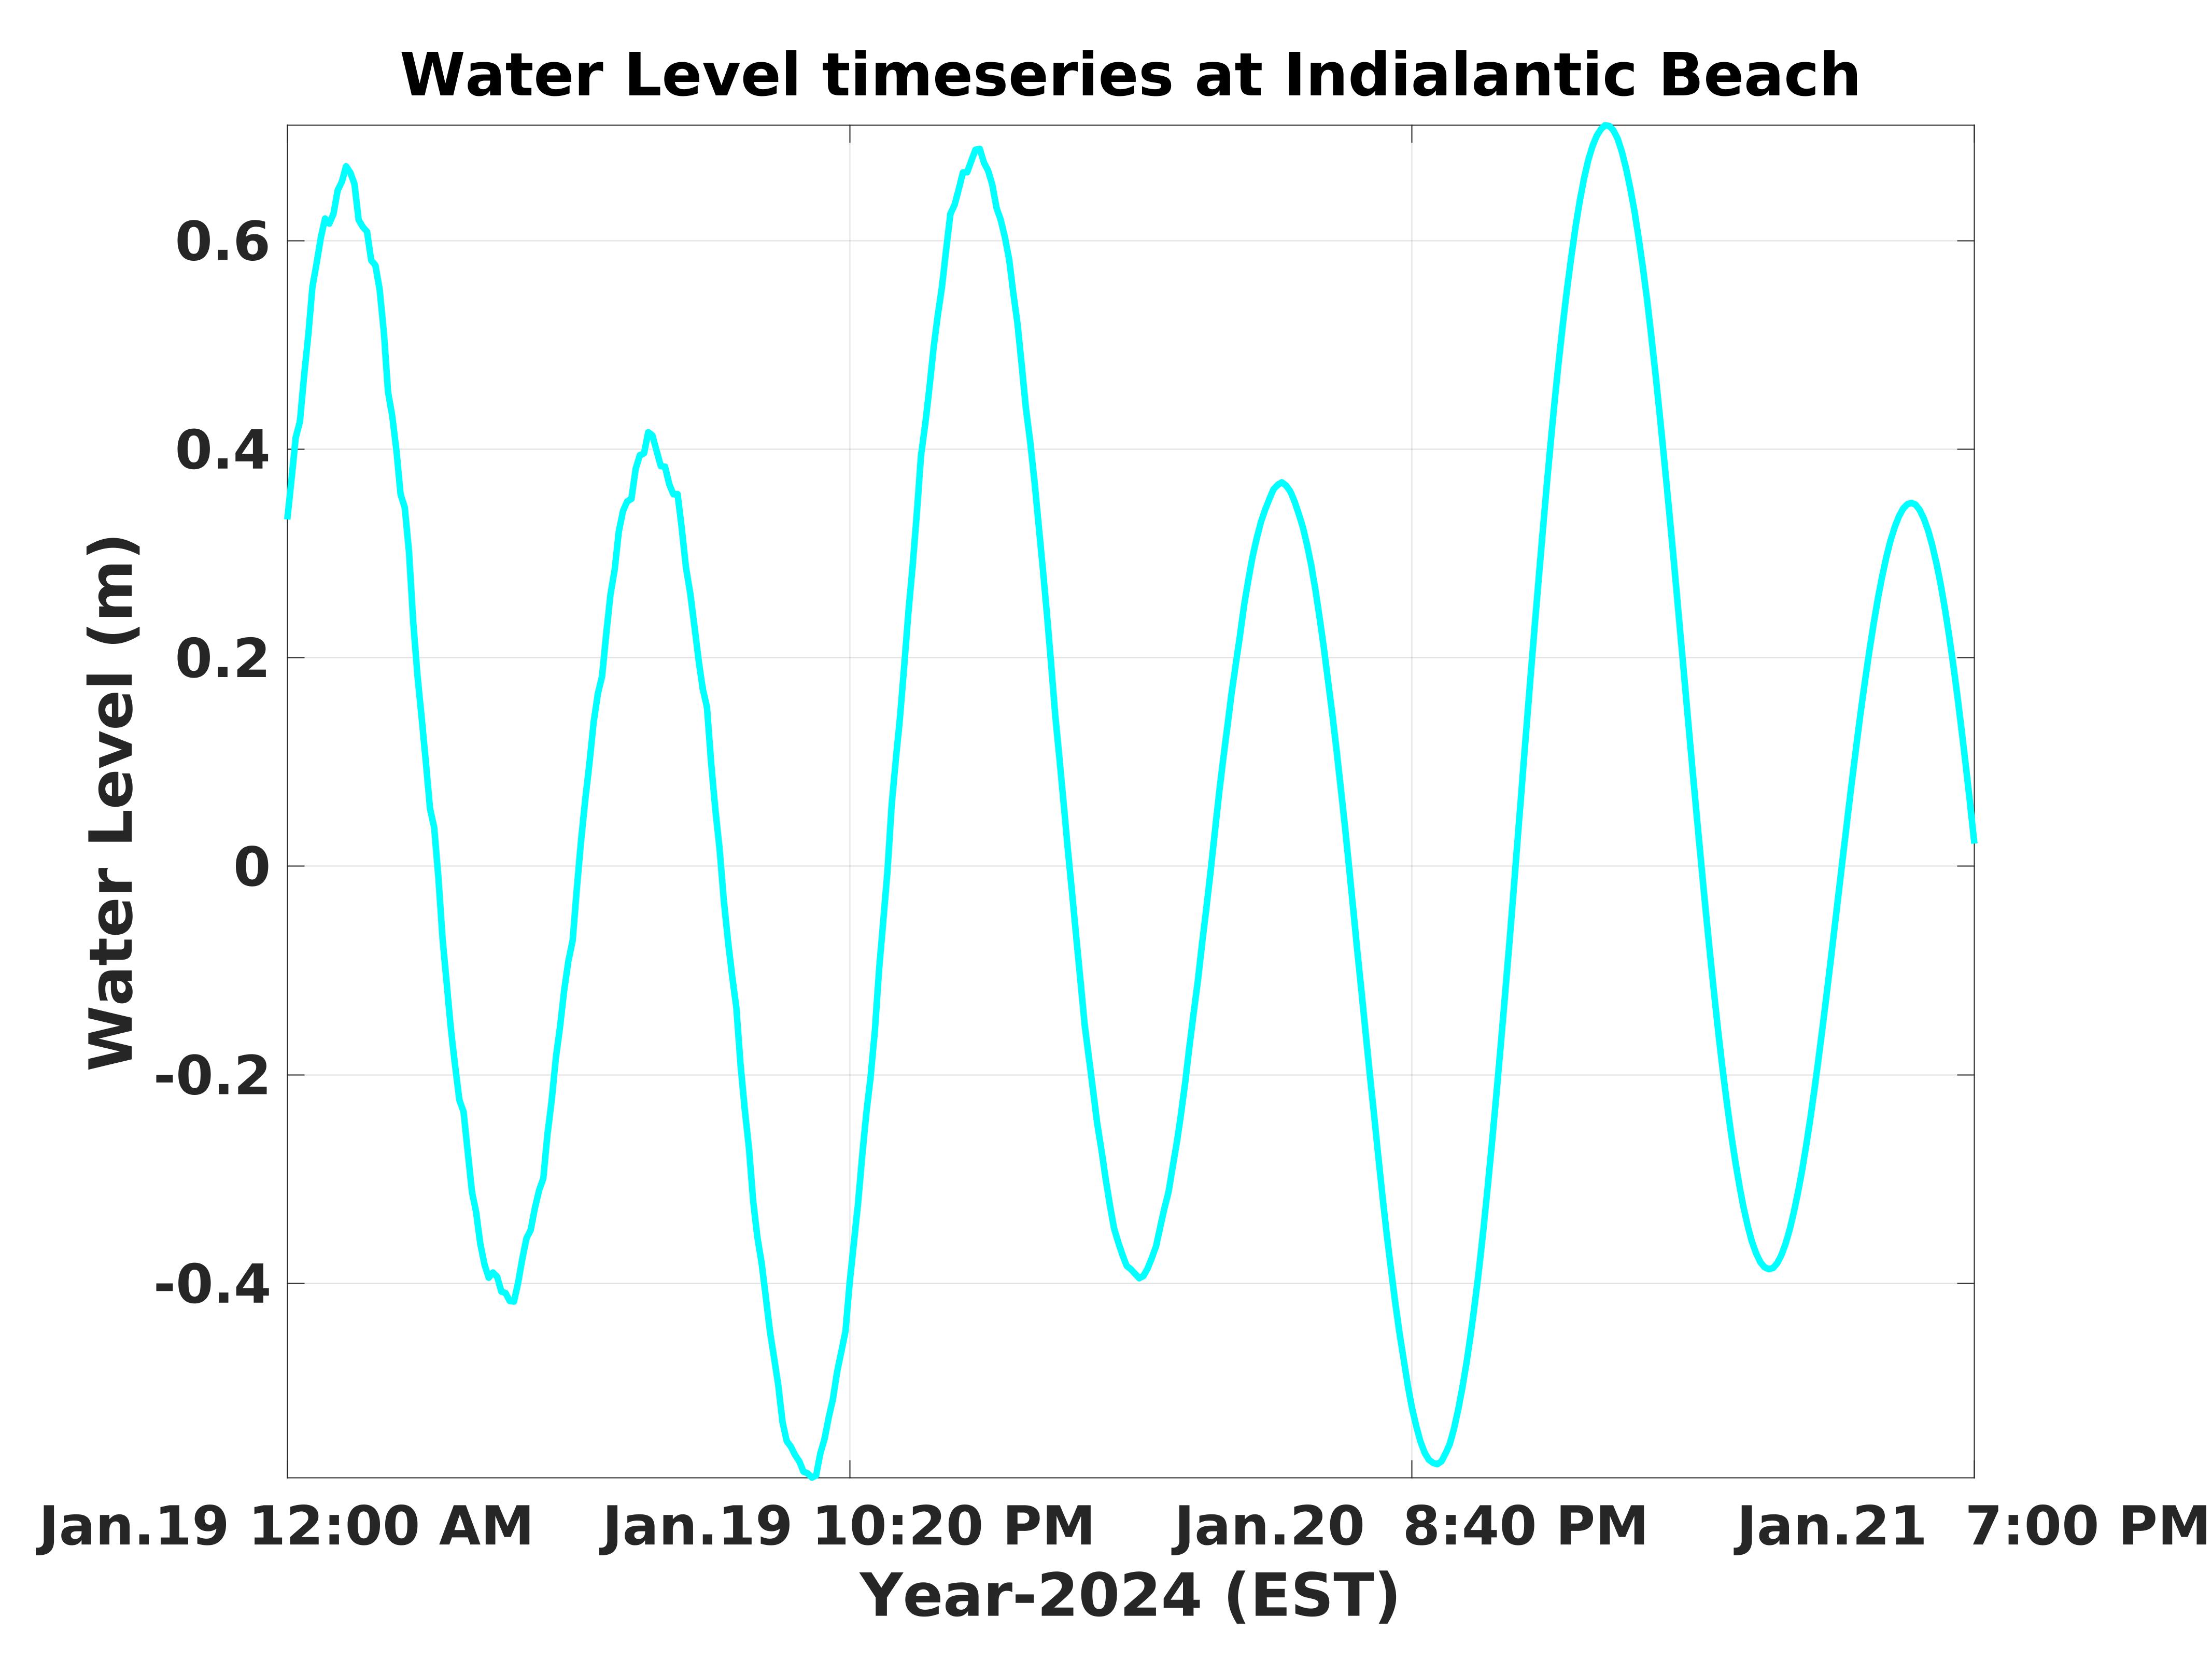 Water Level timeseries at Indialantic Beach
Water Level (m)
0.6
0.4
0.2
0
-0.2
-0.4
Jan.19 12:00 AM
Jan.19 10:20 PM
Jan.20  8:40 PM
Jan.21  7:00 PM
Year-2024 (EST)